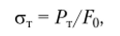 σт = Pт/F0,